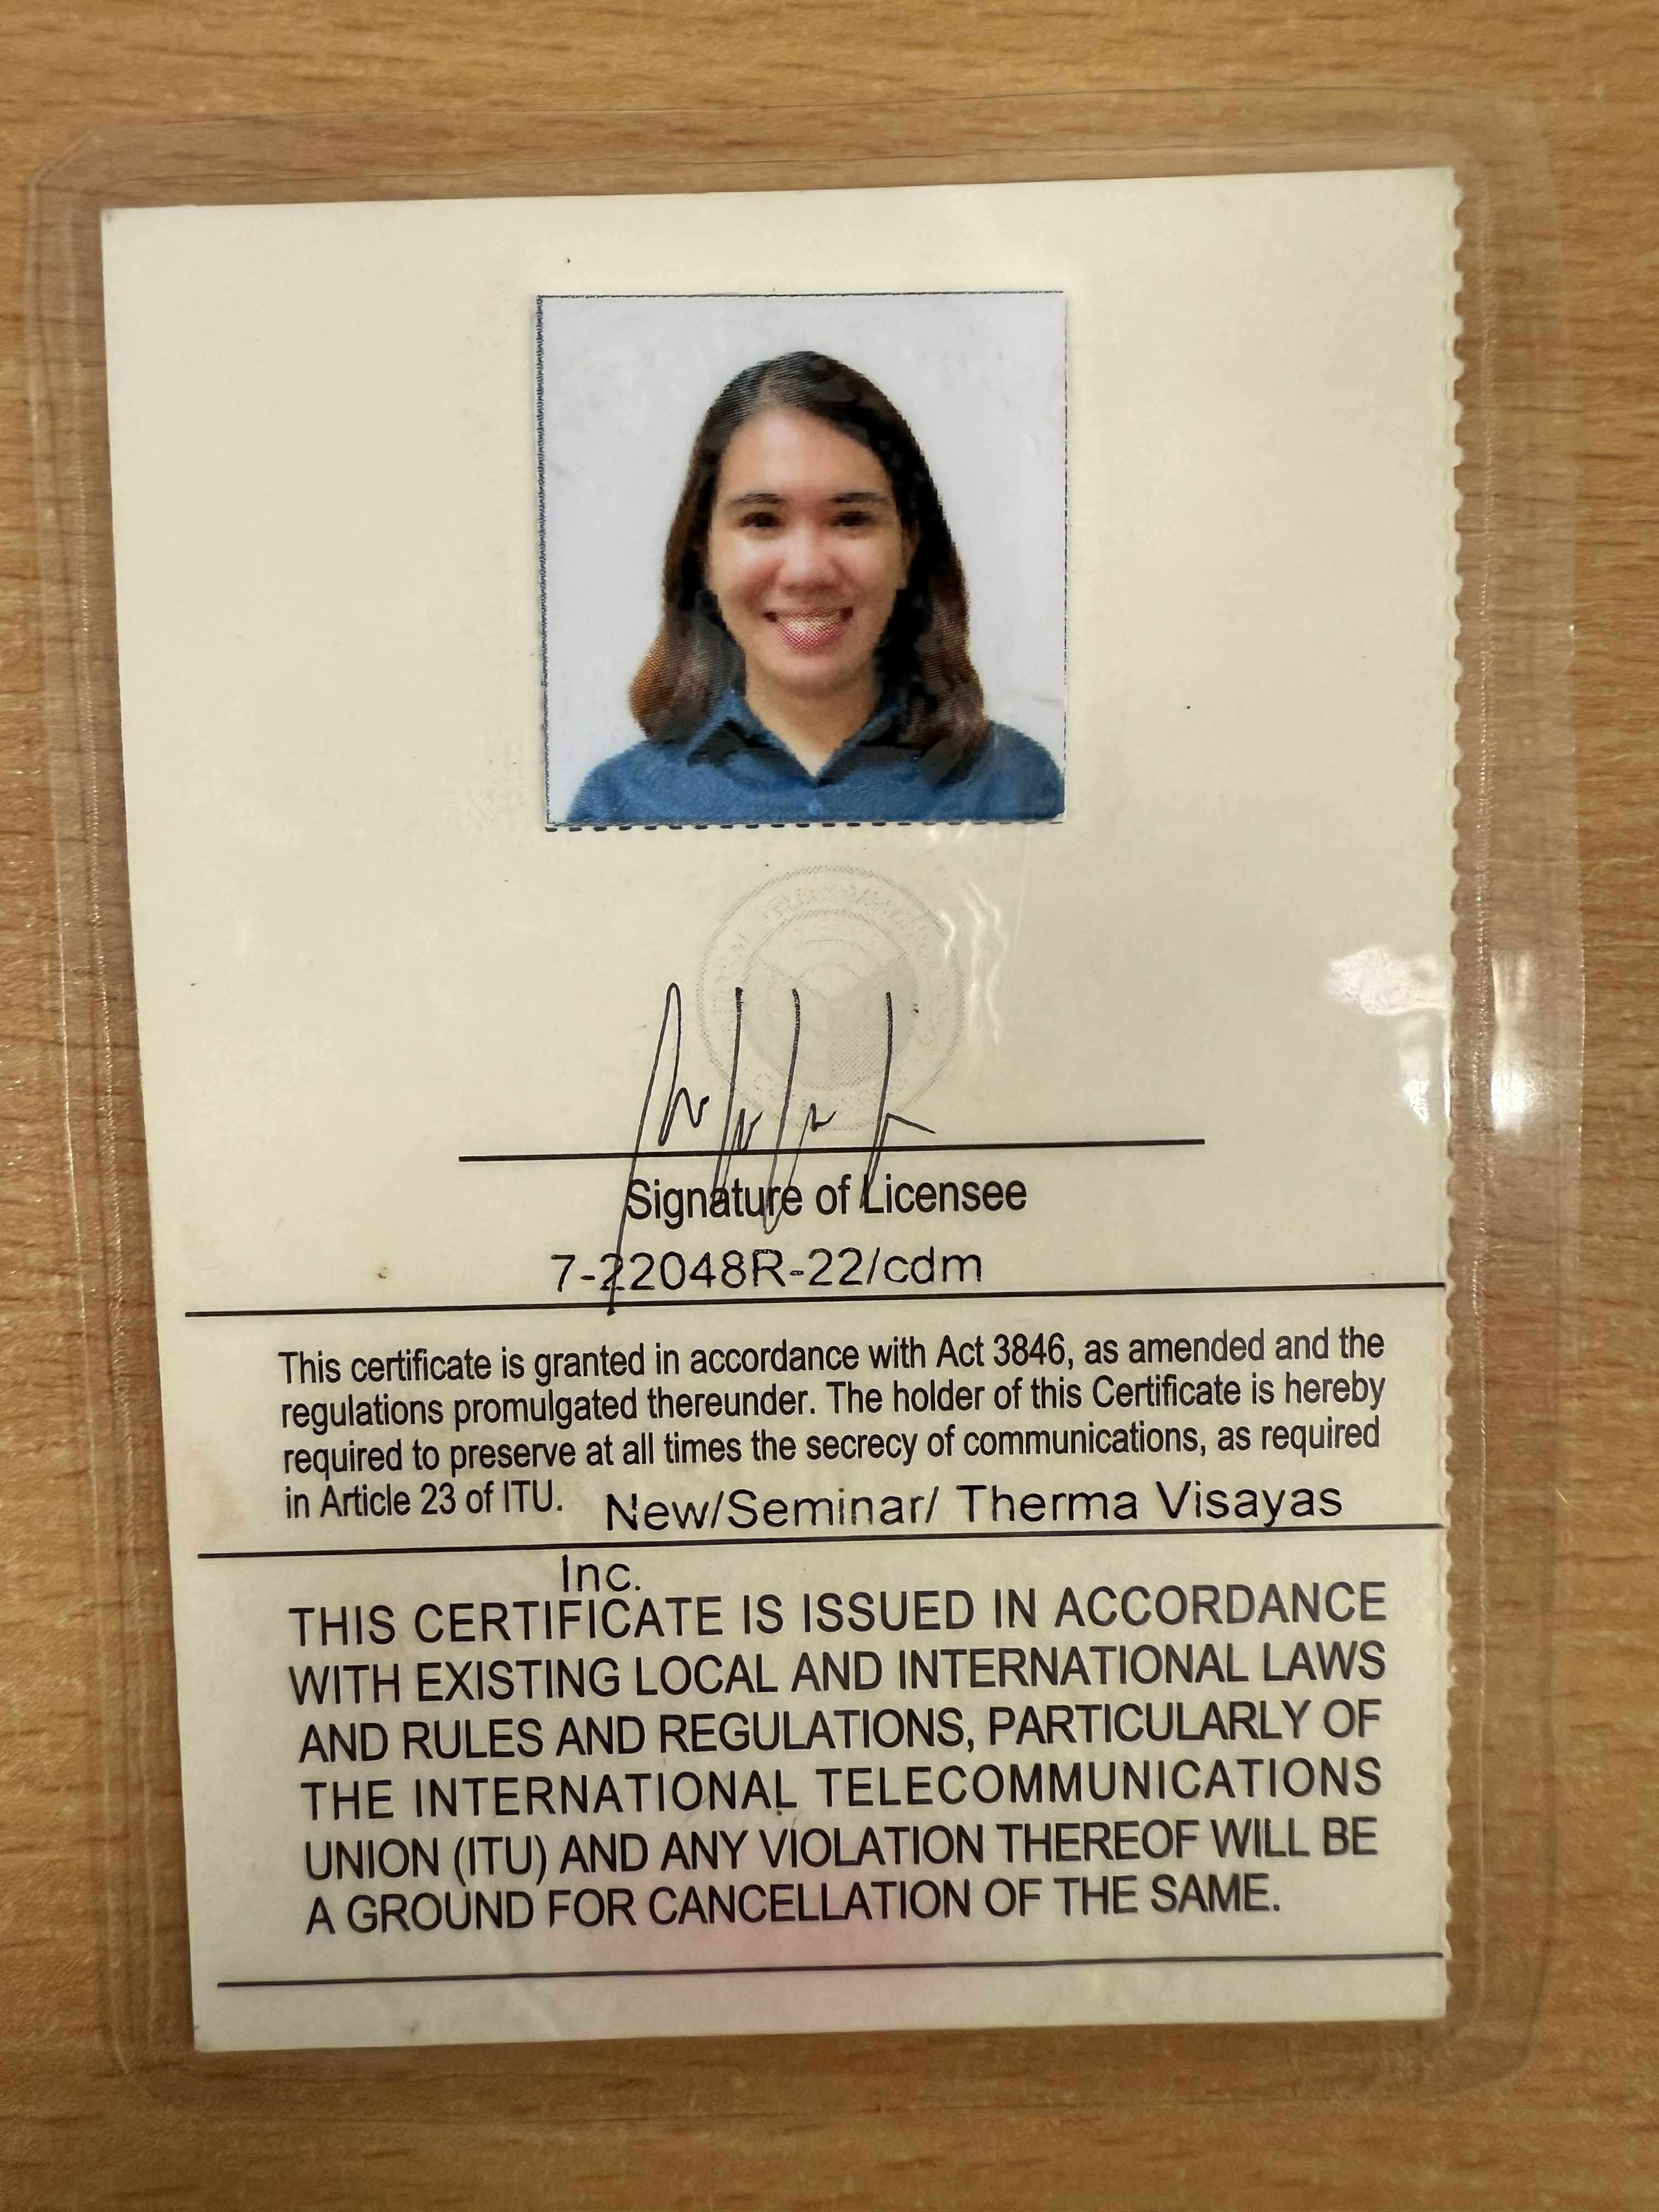 Signature of Licensee
7-22048R-22/cdm
This certificate is granted in accordance with Act 3846, as amended and the
regulations promulgated thereunder. The holder of this Certificate is hereby
required to preserve at all times the secrecy of communications, as required
in Article 23 of ITU. New/Seminar/ Therma Visayas
Inc.
THIS CERTIFICATE IS ISSUED IN ACCORDANCE
WITH EXISTING LOCAL AND INTERNATIONAL LAWS
AND RULES AND REGULATIONS, PARTICULARLY OF
THE INTERNATIONAL TELECOMMUNICATIONS
UNION (ITU) AND ANY VIOLATION THEREOF WILL BE
A GROUND FOR CANCELLATION OF THE SAME.